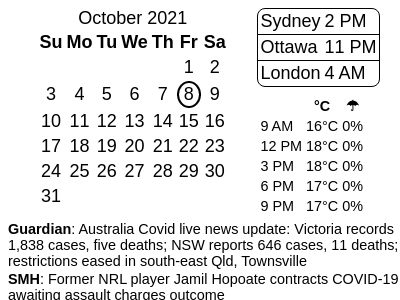 October 2021
Su Mo Tu We Th Fr Sa
1 2
3 4 5 6 7 8 9
10 11 12 13 14 15 16
17 18 19 20 21 22 23
24 25 26 27 28 29 30
31
Sydney 2 PM
Ottawa 11 PM
London 4 AM
°C ☂
9 AM 16°C 0%
12 PM 18°C 0%
3 PM 18°C 0%
6 PM 17°C 0%
9 PM 17°C 0%
Guardian: Australia Covid live news update: Victoria records
1,838 cases, five deaths; NSW reports 646 cases, 11 deaths;
restrictions eased in south-east Qld, Townsville
SMH: Former NRL player Jamil Hopoate contracts COVID-19
awaiting assault charges outcome